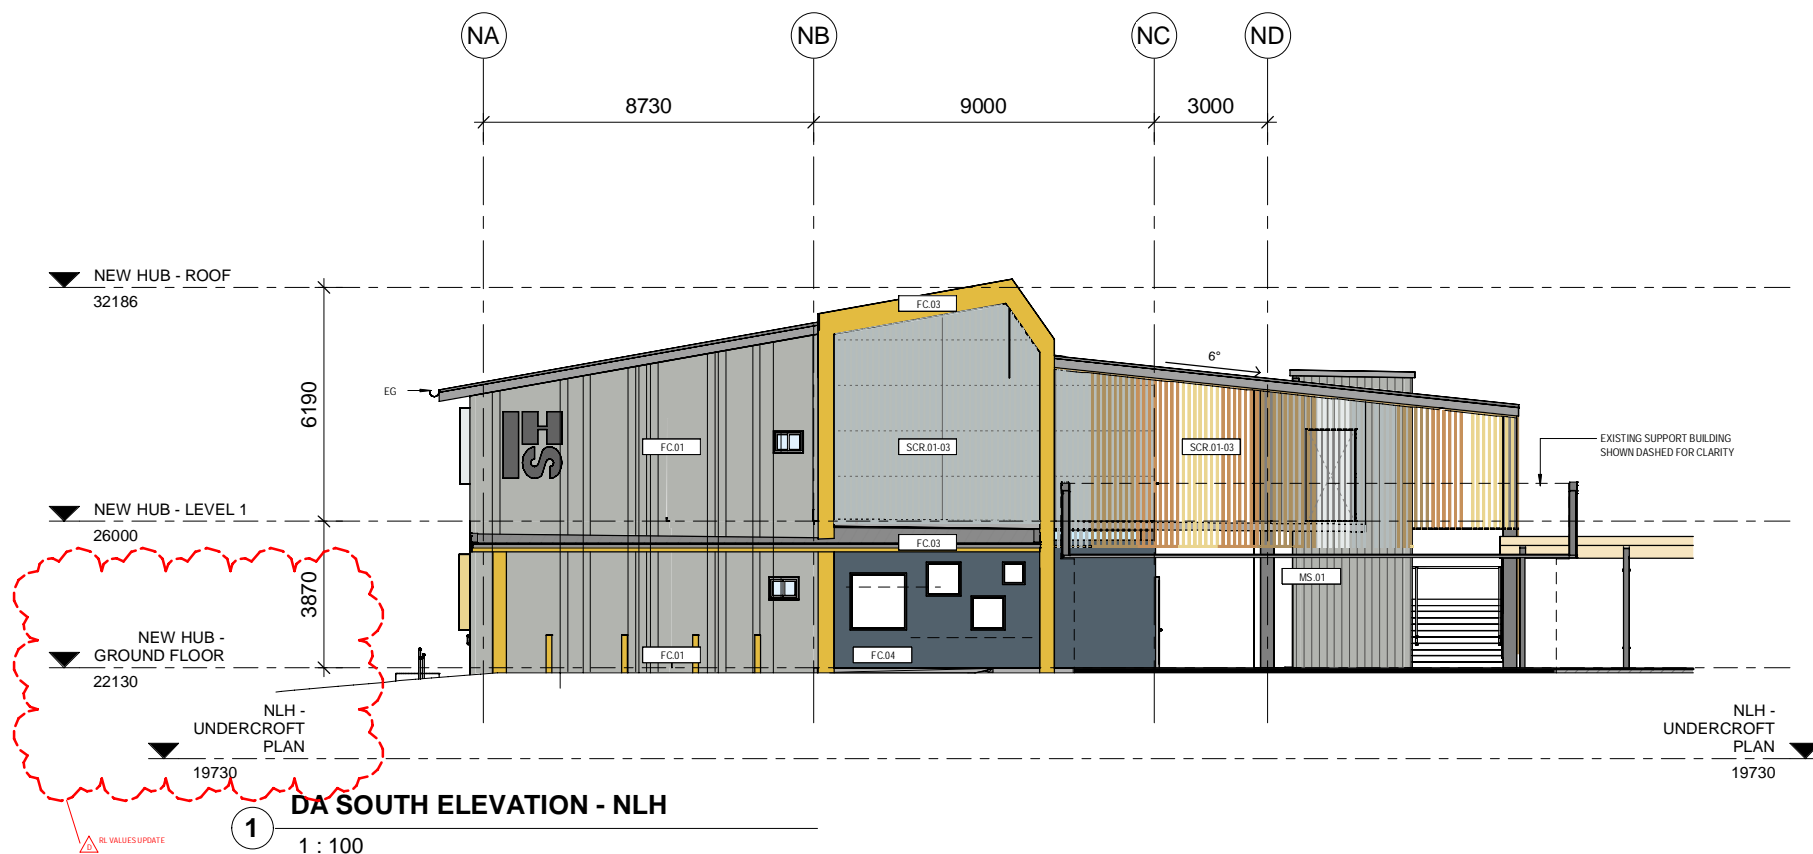 NA
NB
NC
ND
8730
9000
3000
NEW HUB - ROOF
32186
FC.03
6°
EG
6190
SH
FC.01
SCR.01-03
SCR.01-03
EXISTING SUPPORT BUILDING
SHOWN DASHED FOR CLARITY
NEW HUB - LEVEL 1
26000
FC.03
3870
MS.01
NEW HUB -
GROUND FLOOR
22130
FC.01
FC.04
NLH -
UNDERCROFT
PLAN
19730
NLH -
UNDERCROFT
PLAN
19730
DA SOUTH ELEVATION - NLH
1
1 : 100
D
RL VALUES UPDATE